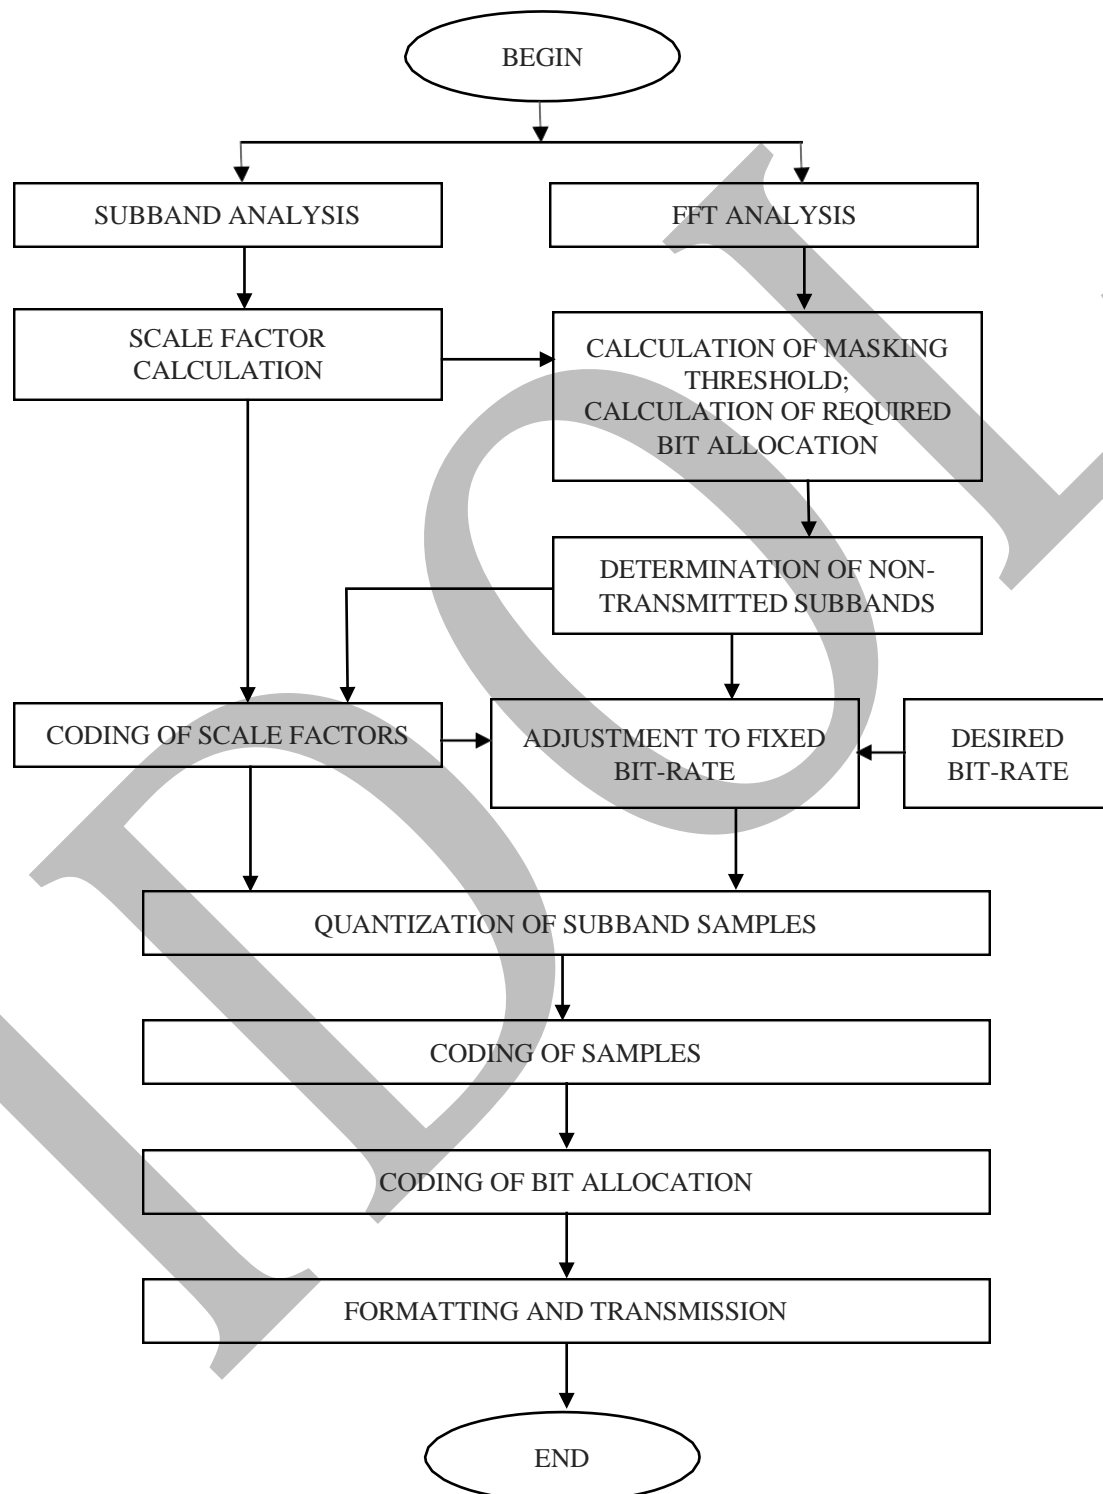 BEGIN
SUBBAND ANALYSIS
FFT ANALYSIS
SCALE FACTOR
CALCULATION
CALCULATION OF MASKING
THRESHOLD;
CALCULATION OF REQUIRED
BIT ALLOCATION
DETERMINATION OF NON-
TRANSMITTED SUBBANDS
CODING OF SCALE FACTORS
ADJUSTMENT TO FIXED
BIT-RATE
DESIRED
BIT-RATE
QUANTIZATION OF SUBBAND SAMPLES
CODING OF SAMPLES
CODING OF BIT ALLOCATION
FORMATTING AND TRANSMISSION
END
IDOL